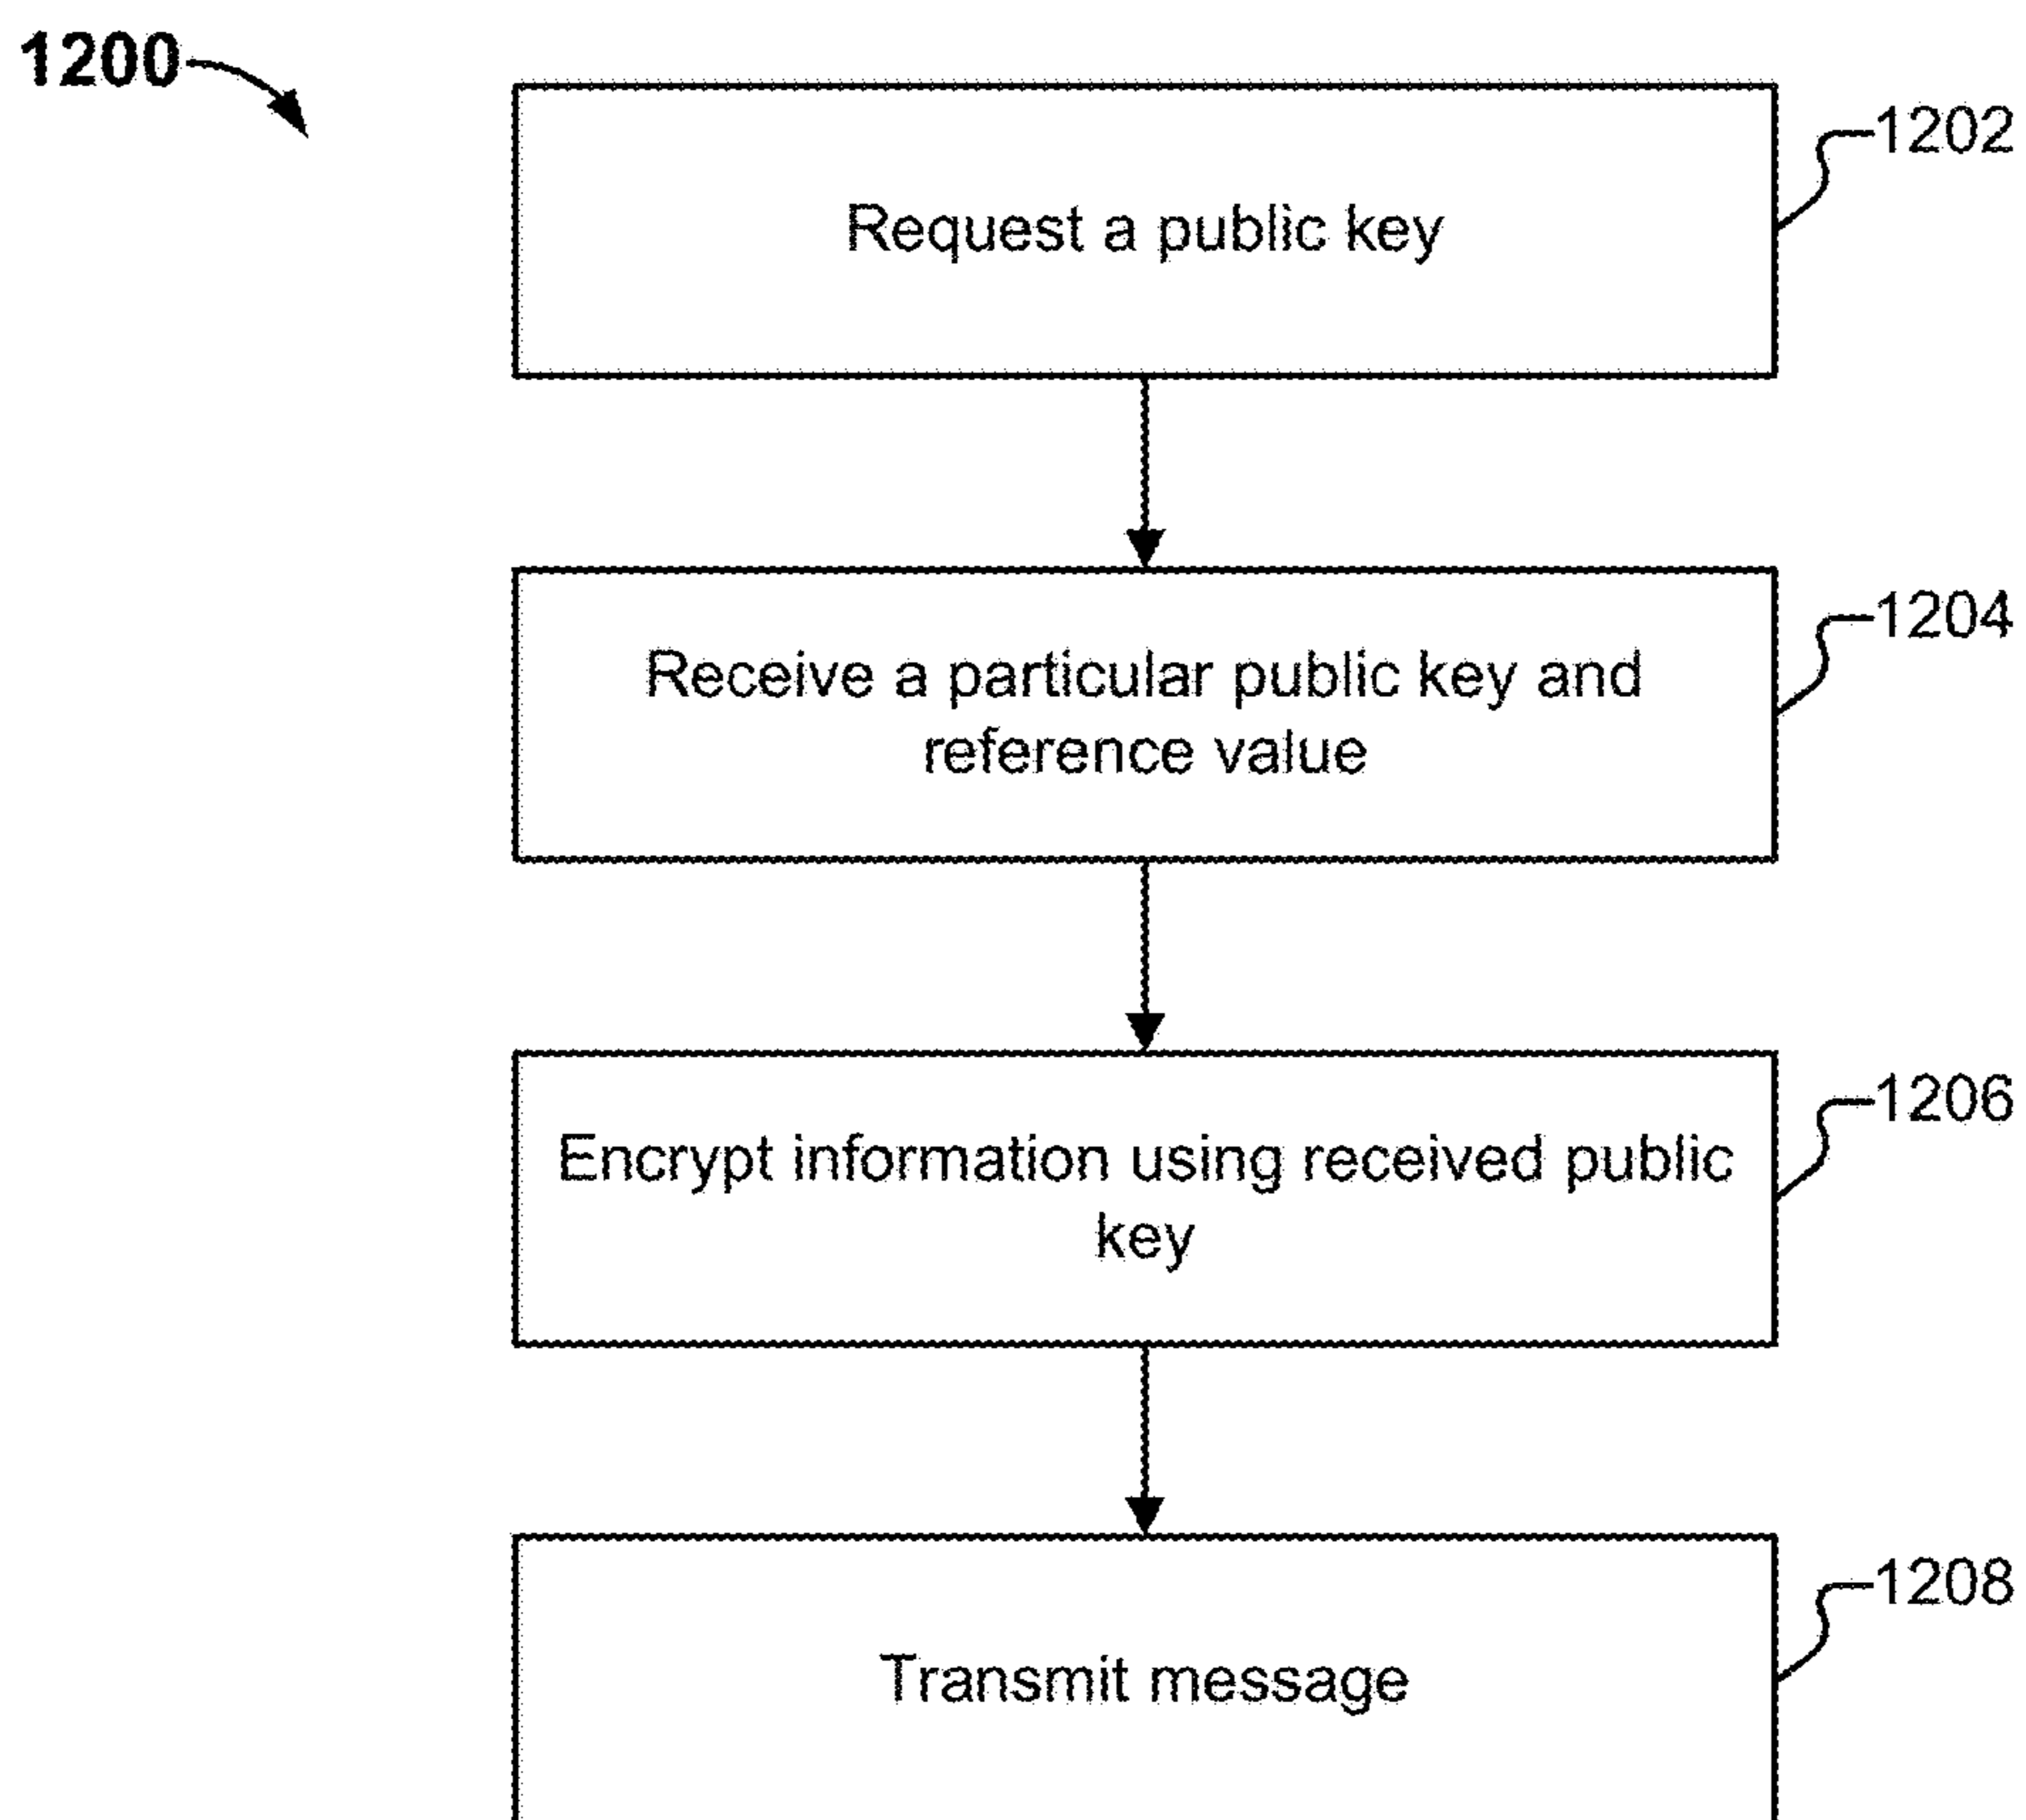 1200
Request a public key
1202
Receive a particular public key and
reference value
1204
Encrypt information using received public
key
1206
Transmit message
1208